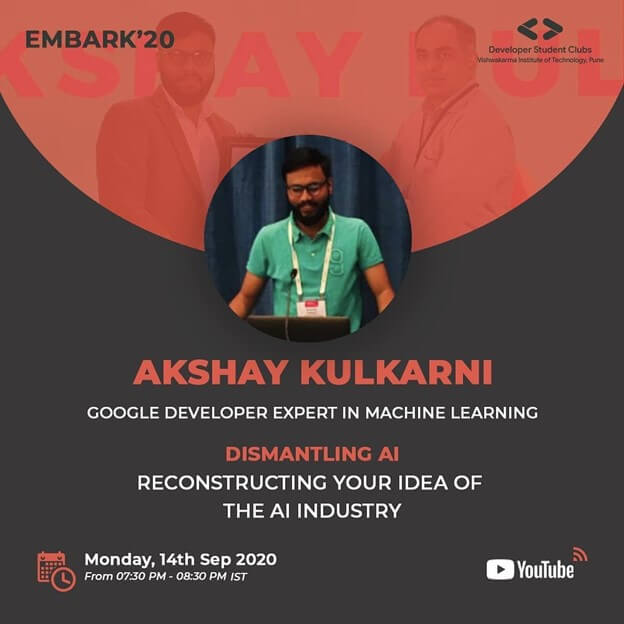 EMBARK'20
Developer Student Clubs
Vishwakarma Institute of Technology, Pune
AKSHAY KULKARNI
GOOGLE DEVELOPER EXPERT IN MACHINE LEARNING
DISMANTLING AI
RECONSTRUCTING YOUR IDEA OF
THE AI INDUSTRY
Monday, 14th Sep 2020
From 07:30 PM - 08:30 PM IST
YouTube